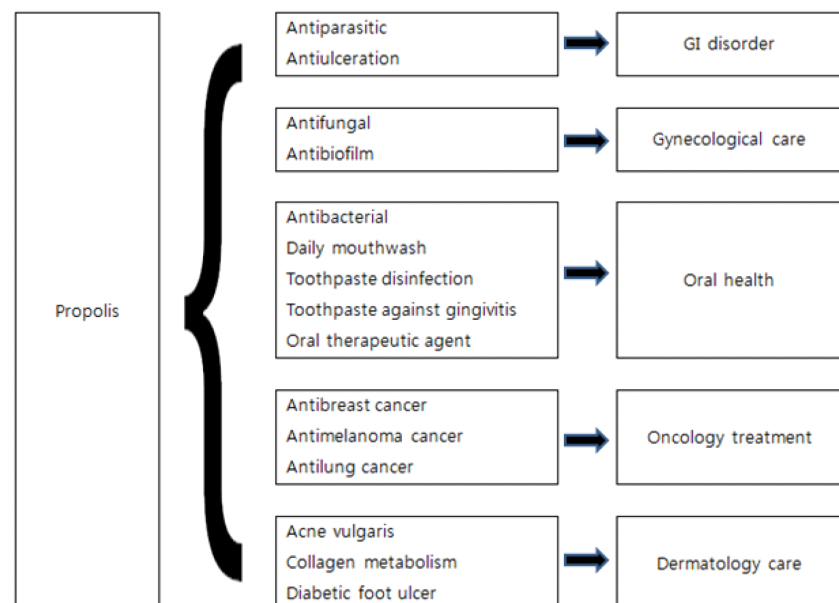 Propolis
Antiparasitic
Antiulceration
GI disorder
Antifungal
Antibiofilm
Gynecological care
Antibacterial
Daily mouthwash
Toothpaste disinfection
Toothpaste against gingivitis
Oral therapeutic agent
Oral health
Antibreast cancer
Antimelanoma cancer
Antilung cancer
Oncology treatment
Acne vulgaris
Collagen metabolism
Diabetic foot ulcer
Dermatology care